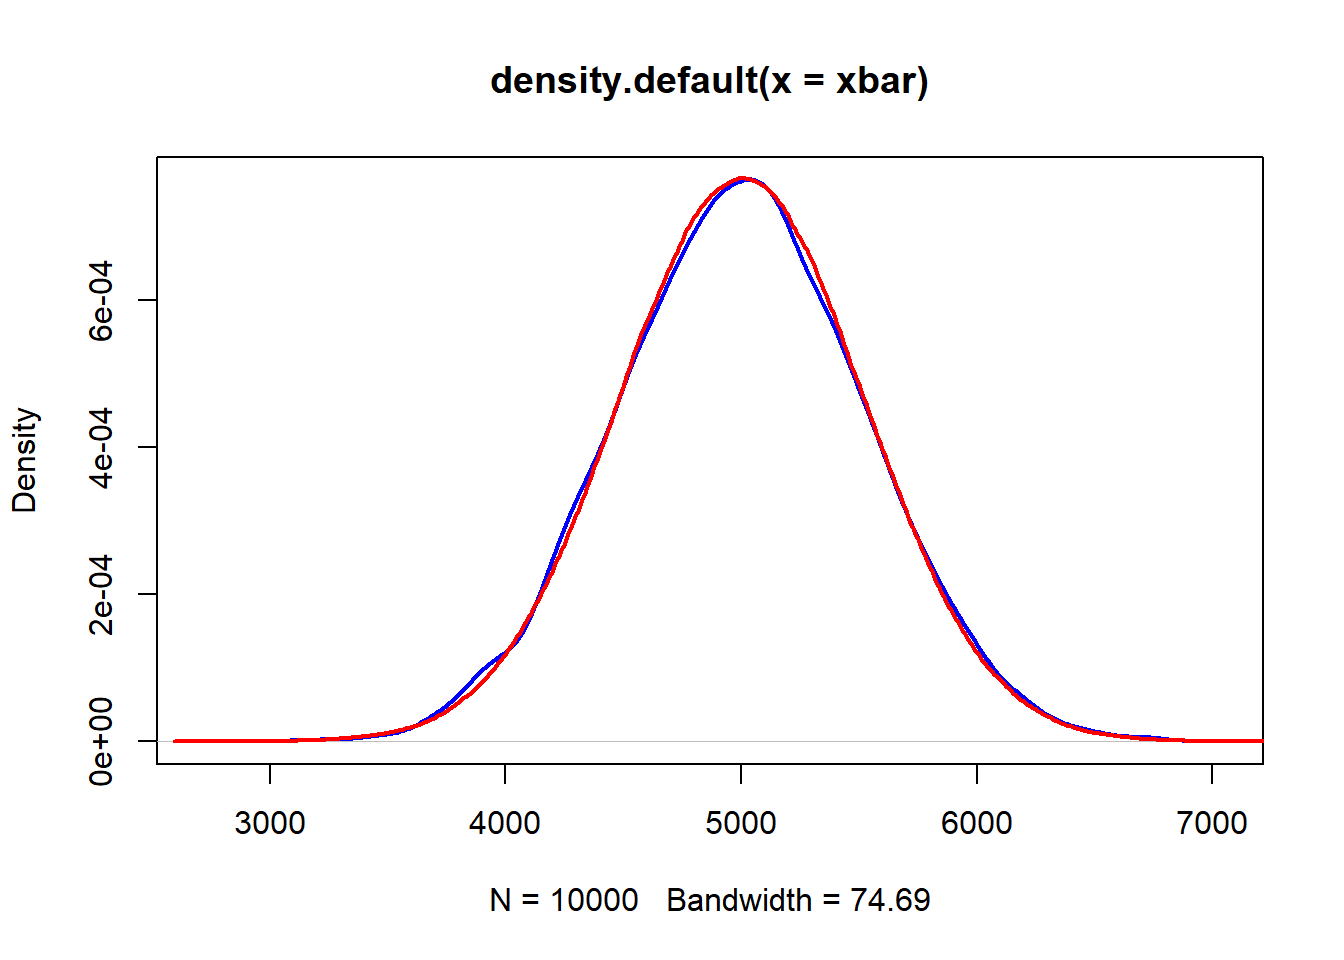 density.default(x = xbar)
Density
6e-04
4e-04
2e-04
0e+00
3000 4000 5000 6000 7000
N = 10000 Bandwidth = 74.69